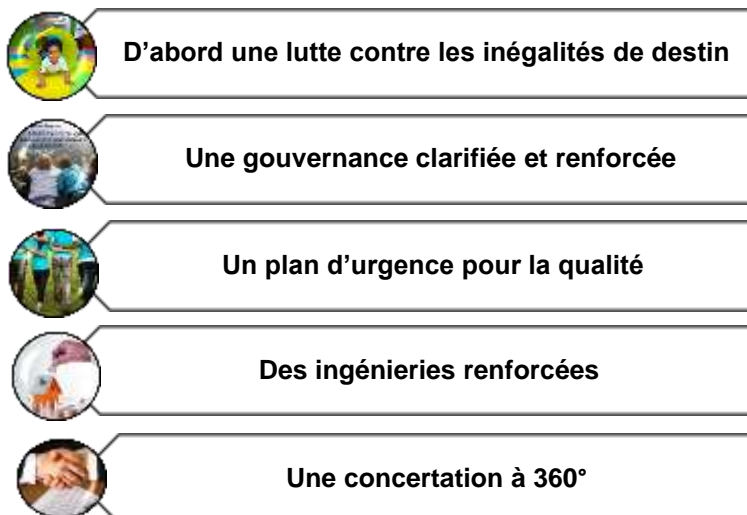 D’abord une lutte contre les inégalités de destin
Une gouvernance clarifiée et renforcée
Un plan d’urgence pour la qualité
Des ingénieries renforcées
Une concertation à 360°